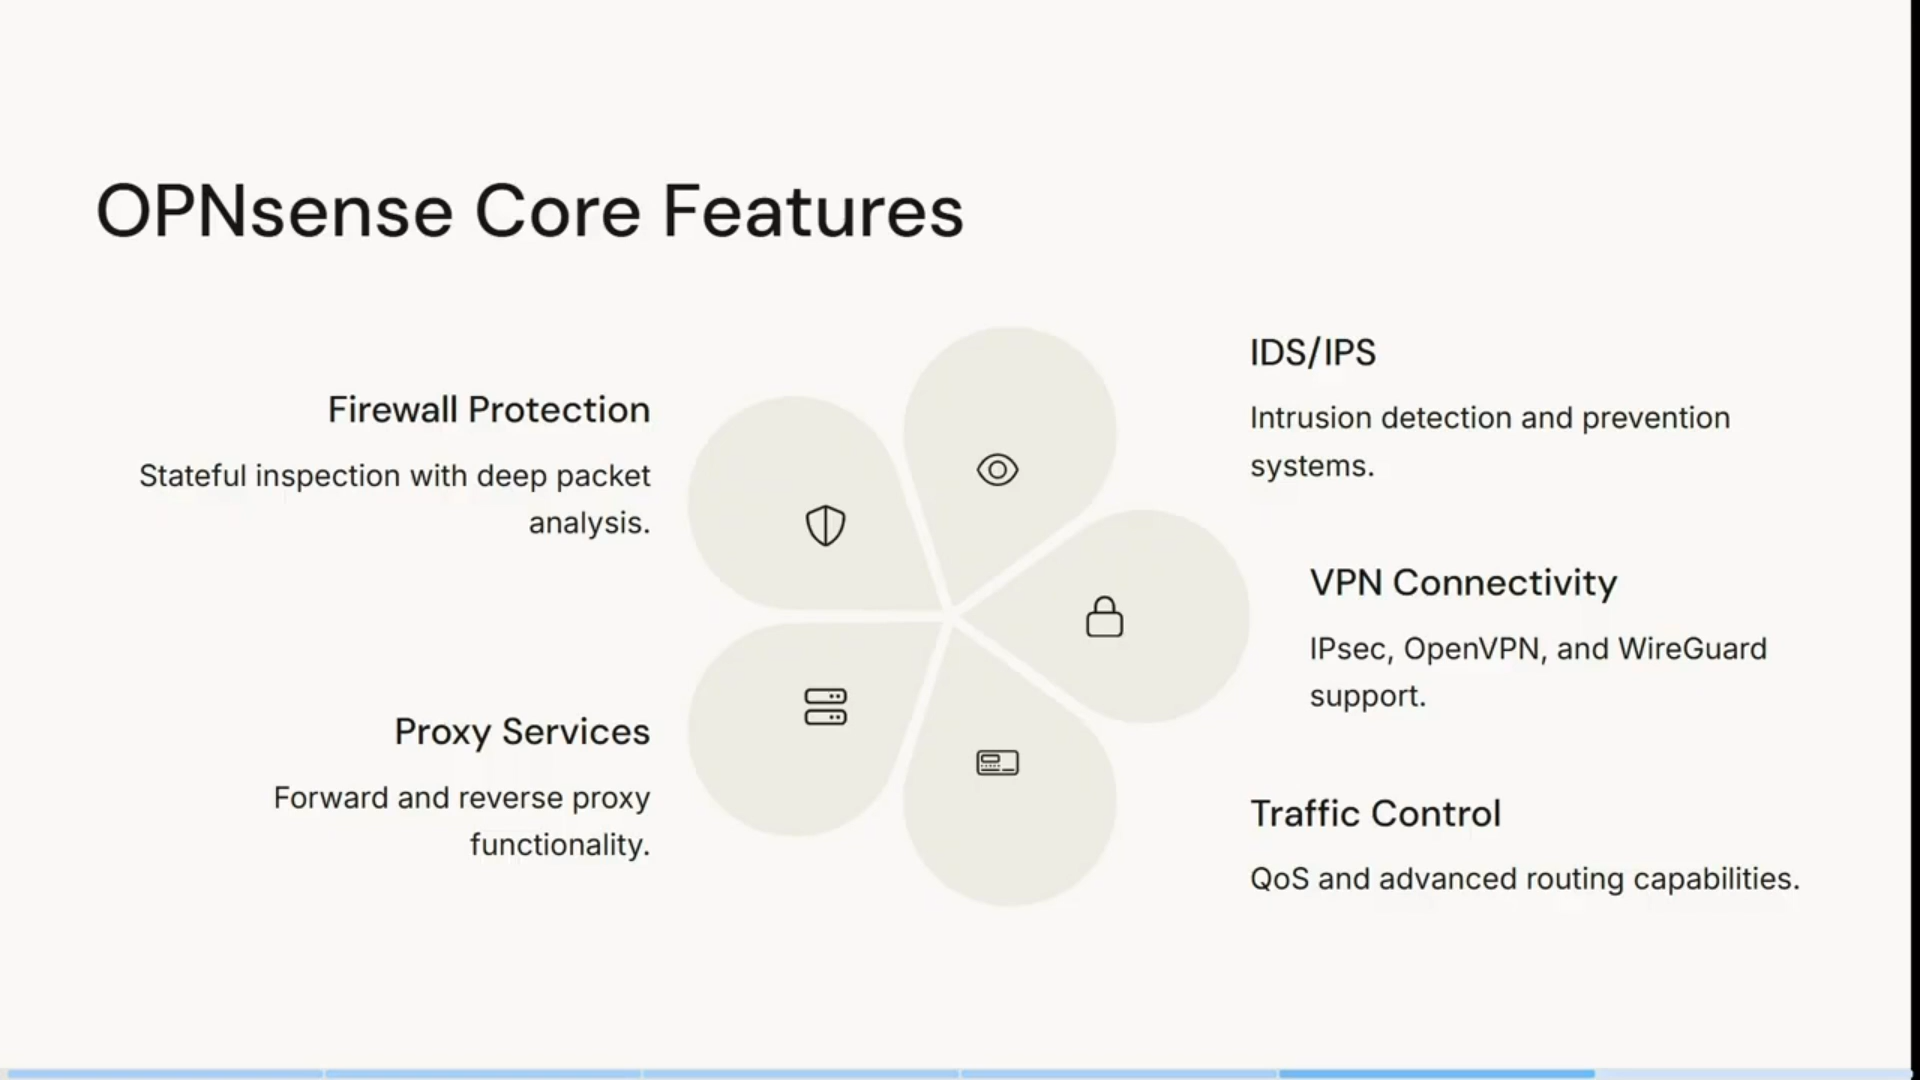 OPNsense Core Features
Firewall Protection
Stateful inspection with deep packet
analysis.
Proxy Services
Forward and reverse proxy
functionality.
IDS/IPS
Intrusion detection and prevention
systems.
VPN Connectivity
IPsec, OpenVPN, and WireGuard
support.
Traffic Control
QoS and advanced routing capabilities.